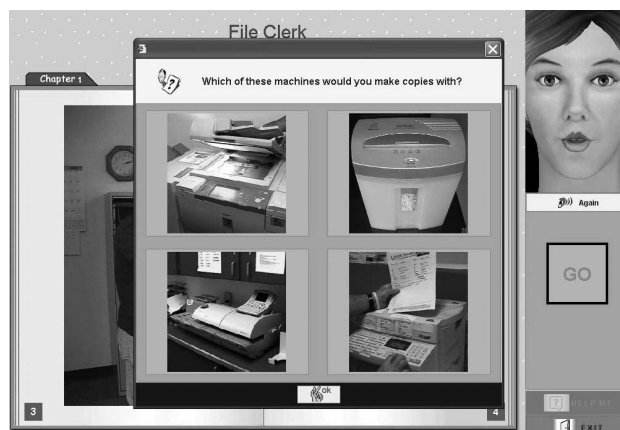 File Clerk
Chapter 1
Which of these machines would you make copies with?
Again
GO
ok
3
4
HELP ME
EXIT